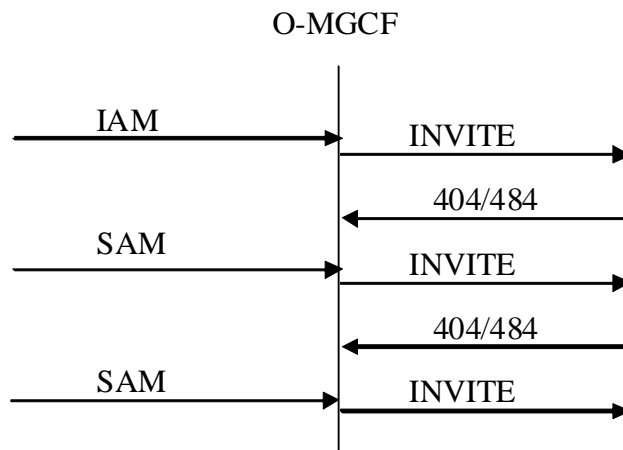 O-MGCF
IAM
INVITE
404/484
SAM
INVITE
404/484
SAM
INVITE